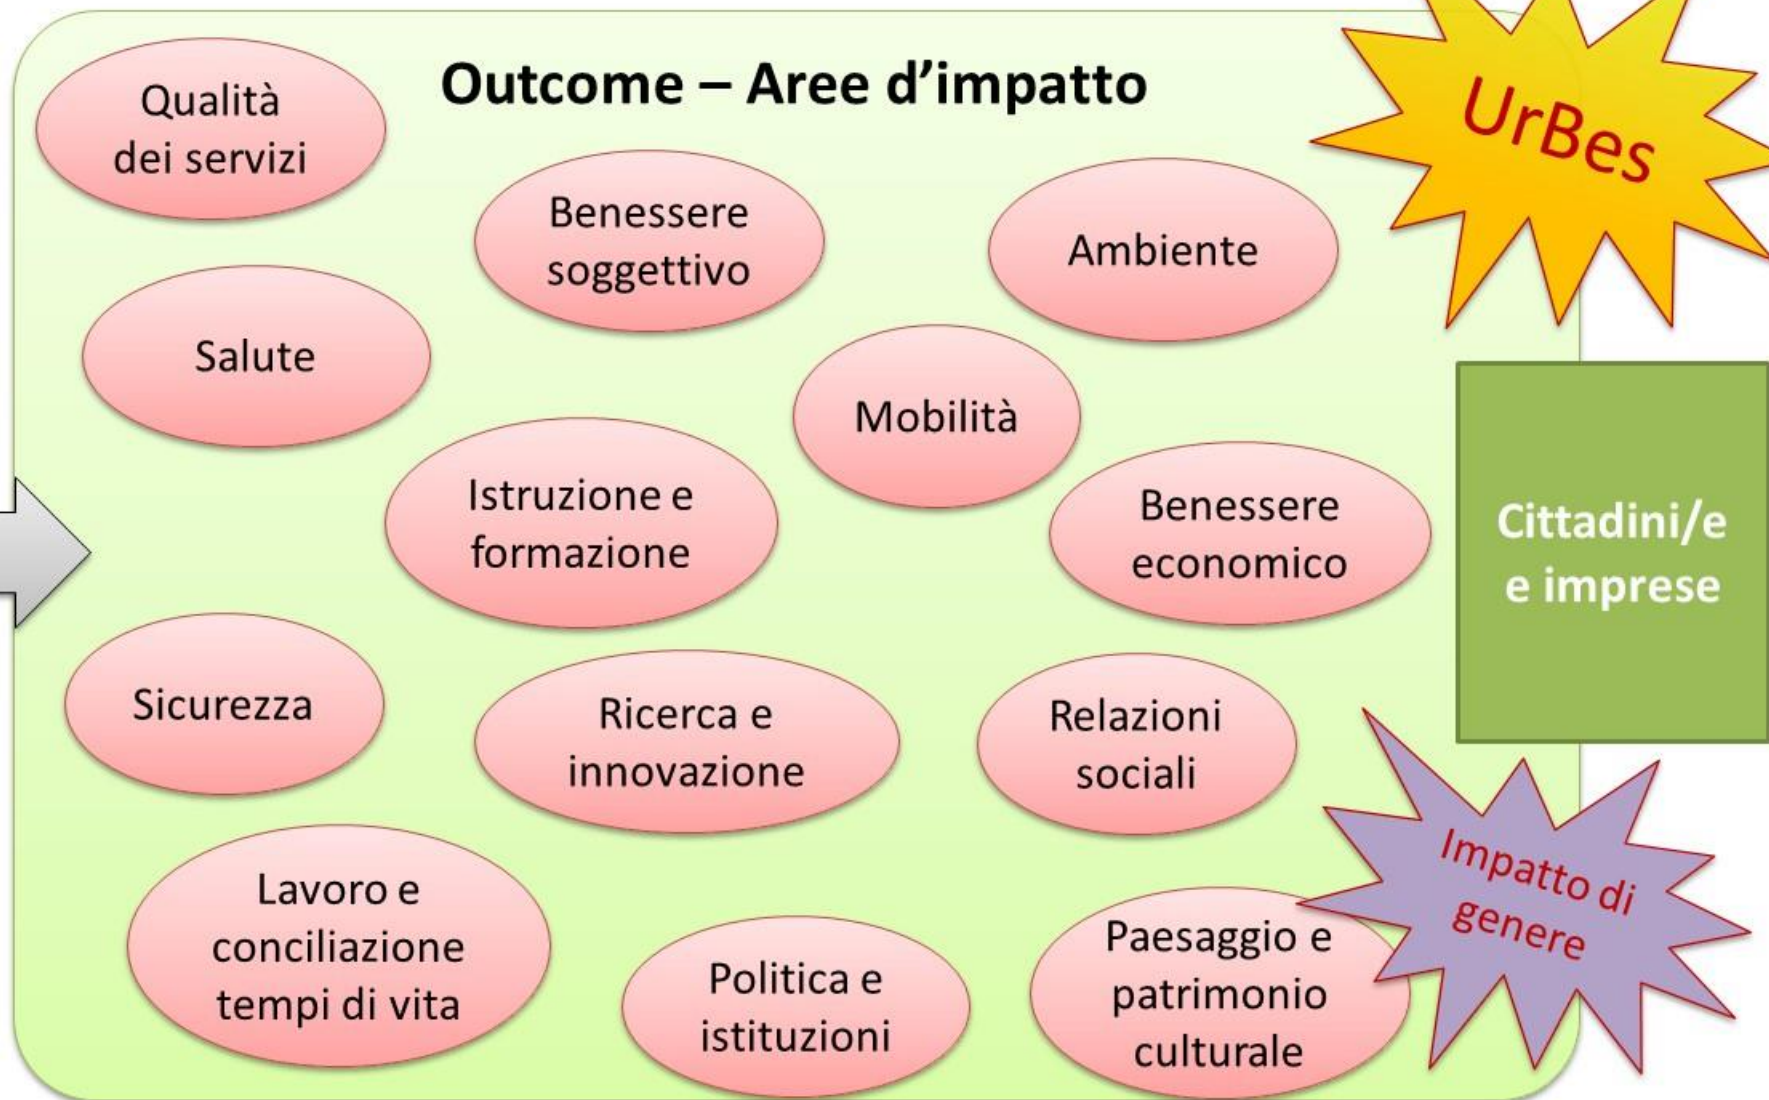 Outcome – Aree d'impatto
UrBes
Qualità
dei servizi
Benessere
soggettivo
Ambiente
Salute
Mobilità
Istruzione e
formazione
Benessere
economico
Cittadini/e
e imprese
Sicurezza
Ricerca e
innovazione
Relazioni
sociali
Impatto di
genere
Lavoro e
conciliazione
tempi di vita
Politica e
istituzioni
Paesaggio e
patrimonio
culturale